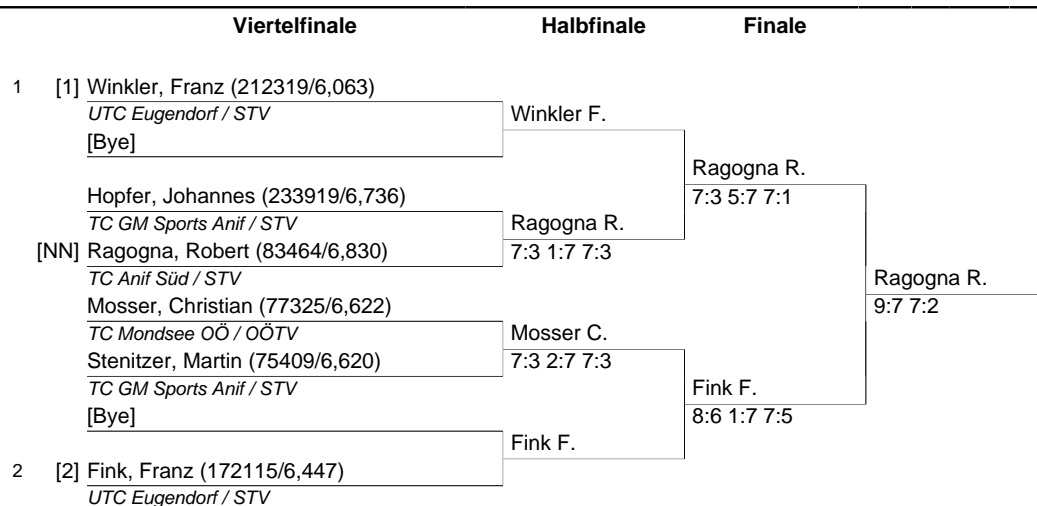 Viertelfinale Halbfinale Finale
1 [1] Winkler, Franz (212319/6,063)
UTC Eugendorf / STV Winkler F.
[Bye]
Ragogna R.
Hopfer, Johannes (233919/6,736) 7:3 5:7 7:1
TC GM Sports Anif / STV Ragogna R.
[NN] Ragogna, Robert (83464/6,830) 7:3 1:7 7:3
TC Anif Süd / STV Ragogna R.
Mosser, Christian (77325/6,622) 9:7 7:2
TC Mondsee OÖ / OÖTV Mosser C.
Stenitzer, Martin (75409/6,620) 7:3 2:7 7:3
TC GM Sports Anif / STV Fink F.
[Bye] 8:6 1:7 7:5
Fink F.
2 [2] Fink, Franz (172115/6,447)
UTC Eugendorf / STV